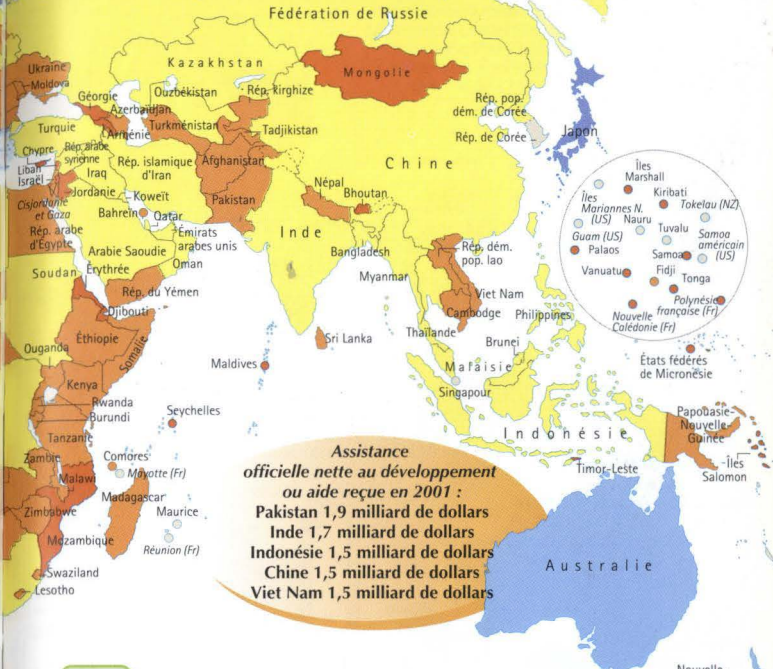 Fédération de Russie
Ukraine
Moldova
Kazakhstan
Mongolie
Géorgie
Ouzbékistan
Rép. kirghize
Azerbaïdjan
Rép. pop.
dém. de Corée
Turquie
Arménie
Turkménistan
Tadjikistan
Rép. de Corée
Japon
Chypre
Rép. arabe
syrienne
Liban
Israël
Iraq
Rép. islamique
d'Iran
Afghanistan
Chine
Jordanie
Koweït
Pakistan
Népal
Bhoutan
Cisjordanie
et Gaza
Bahreïn
Qatar
Rép. arabe
d'Égypte
Émirats
arabes unis
Inde
Arabie Saoudie
Oman
Bangladesh
Rép. dém.
pop. lao
Soudan
Érythrée
Myanmar
Rép. du Yémen
Viet Nam
Djibouti
Cambodge
Philippines
Éthiopie
Somalie
Sri Lanka
Thaïlande
Brunei
Ouganda
Maldives
Malaisie
Kenya
Singapour
Rwanda
Burundi
Seychelles
Tanzanie
Indonésie
Papouasie-
Nouvelle-
Guinée
Zambie
Comores
Mayotte (Fr)
Malawi
Timor-Leste
Îles
Salomon
Madagascar
Zimbabwe
Maurice
Mozambique
Réunion (Fr)
Australie
Swaziland
Lesotho
Îles
Marshall
Îles
Mariannes N.
(US)
Kiribati
Tokelau (NZ)
Nauru
Guam (US)
Tuvalu
Samoa
américain
(US)
Palaos
Samoa
Vanuatu
Fidji
Tonga
Polynésie
française (Fr)
Nouvelle
Calédonie (Fr)
États fédérés
de Micronésie
Assistance
officielle nette au développement
ou aide reçue en 2001 :
Pakistan 1,9 milliard de dollars
Inde 1,7 milliard de dollars
Indonésie 1,5 milliard de dollars
Chine 1,5 milliard de dollars
Viet Nam 1,5 milliard de dollars